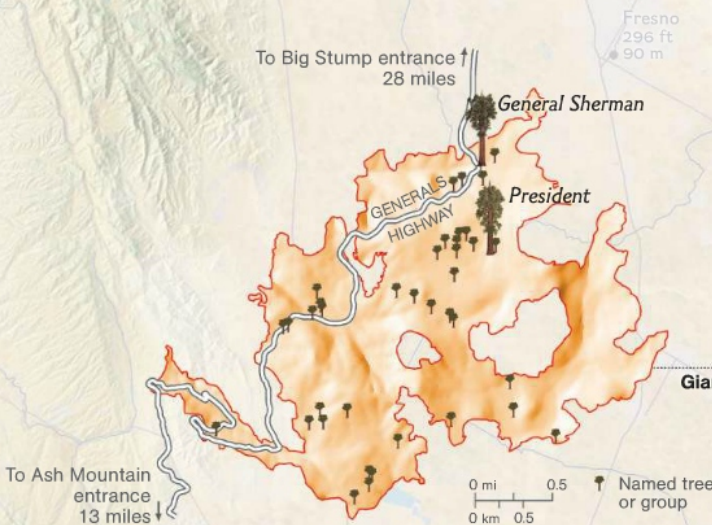 Fresno
296 ft
90 m
To Big Stump entrance
28 miles
General Sherman
President
GENERALS
HIGHWAY
Gia
To Ash Mountain
entrance
13 miles
0 mi 0.5
0 km 0.5
Named tree
or group